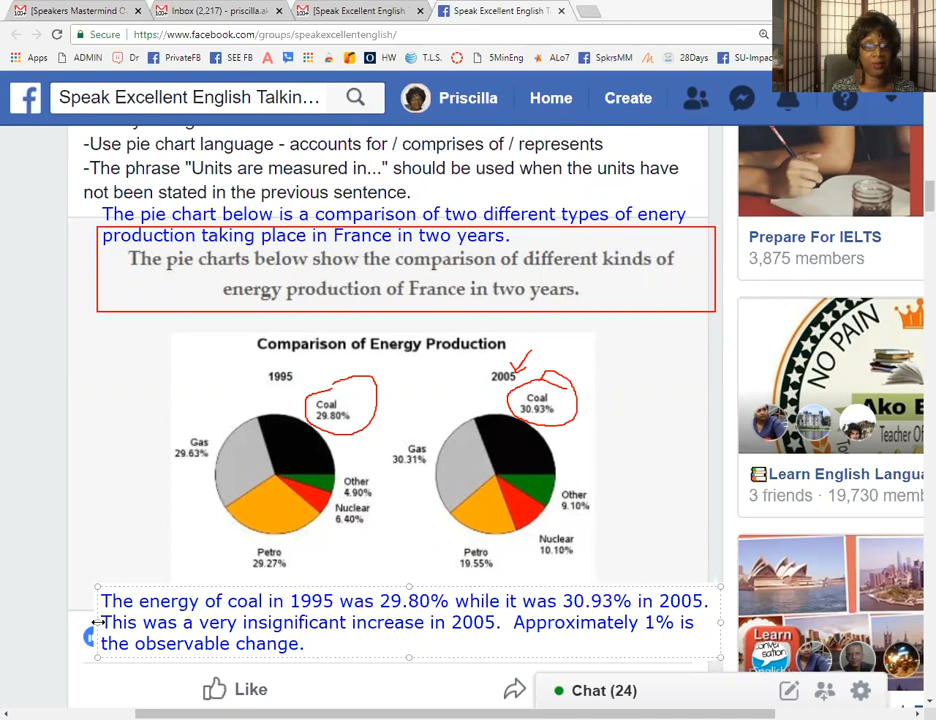 [Speakers Mastermind C
Inbox (2,217) - priscilla.ak
[Speak Excellent English
Speak Excellent English T
Secure
https://www.facebook.com/groups/speakexcellentenglish/
Apps
ADMIN
Dr
PrivateFB
SEE FB
HW
T.L.S.
5MinEng
ALo7
SpkrsMM
28Days
SU-Impac
Speak Excellent English Talkin...
Priscilla
Home
Create
-Use pie chart language - accounts for / comprises of / represents
-The phrase "Units are measured in..." should be used when the units have
not been stated in the previous sentence.
The pie chart below is a comparison of two different types of enery
production taking place in France in two years.
The pie charts below show the comparison of different kinds of
energy production of France in two years.
Comparison of Energy Production
1995
2005
Coal
29.80%
Coal
30.93%
Gas
29.63%
Gas
30.31%
Other
4.90%
Other
9.10%
Nuclear
6.40%
Nuclear
10.10%
Petro
29.27%
Petro
19.55%
The energy of coal in 1995 was 29.80% while it was 30.93% in 2005.
This was a very insignificant increase in 2005. Approximately 1% is
the observable change.
Like
Chat (24)
Prepare For IELTS
3,875 members
NO PAIN
Ako E
Teacher Of
Learn English Langua
3 friends · 19,730 memb
Learn